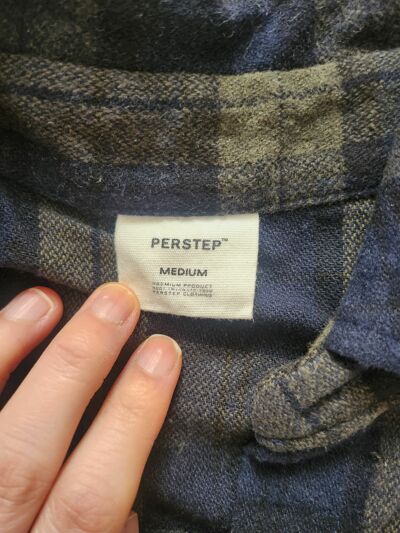 PERSTEP™
MEDIUM
PREMIUM PRODUCT
PERSTEP CLOTHING